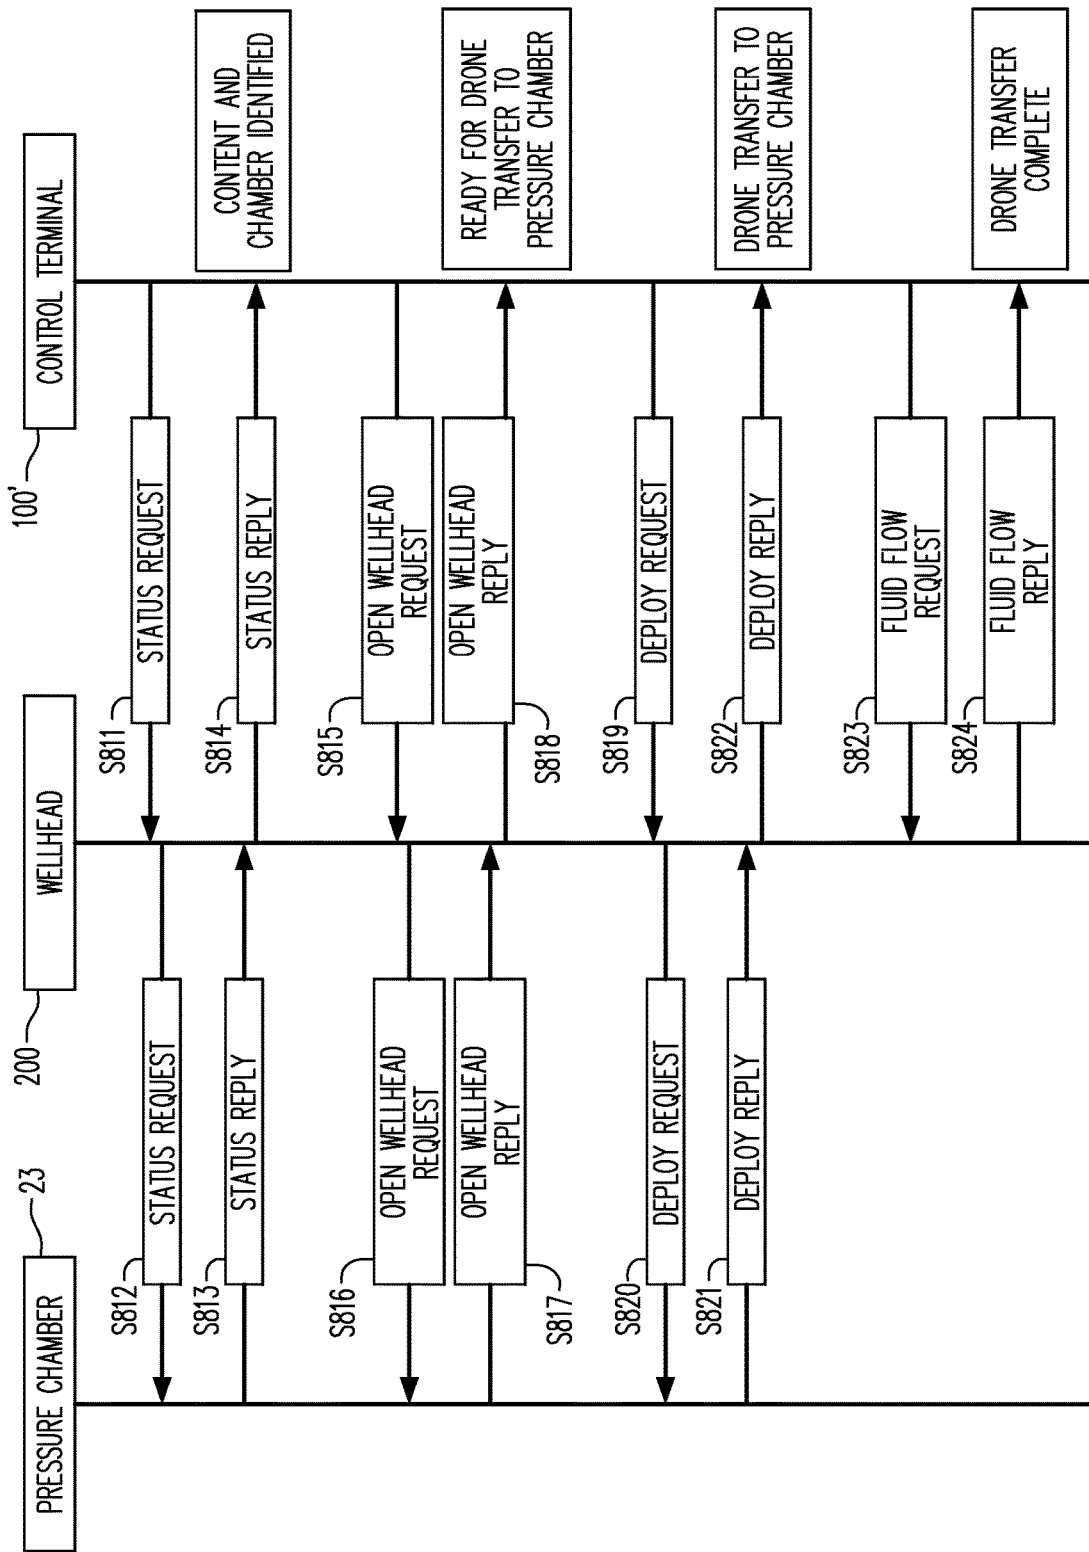 PRESSURE CHAMBER
23
WELLHEAD
200
CONTROL TERMINAL
100'
S811
STATUS REQUEST
S812
STATUS REQUEST
S813
STATUS REPLY
S814
STATUS REPLY
CONTENT AND
CHAMBER IDENTIFIED
S815
OPEN WELLHEAD
REQUEST
S816
OPEN WELLHEAD
REQUEST
S817
OPEN WELLHEAD
REPLY
S818
OPEN WELLHEAD
REPLY
READY FOR DRONE
TRANSFER TO
PRESSURE CHAMBER
S819
DEPLOY REQUEST
S820
DEPLOY REQUEST
S821
DEPLOY REPLY
S822
DEPLOY REPLY
DRONE TRANSFER TO
PRESSURE CHAMBER
S823
FLUID FLOW
REQUEST
S824
FLUID FLOW
REPLY
DRONE TRANSFER
COMPLETE